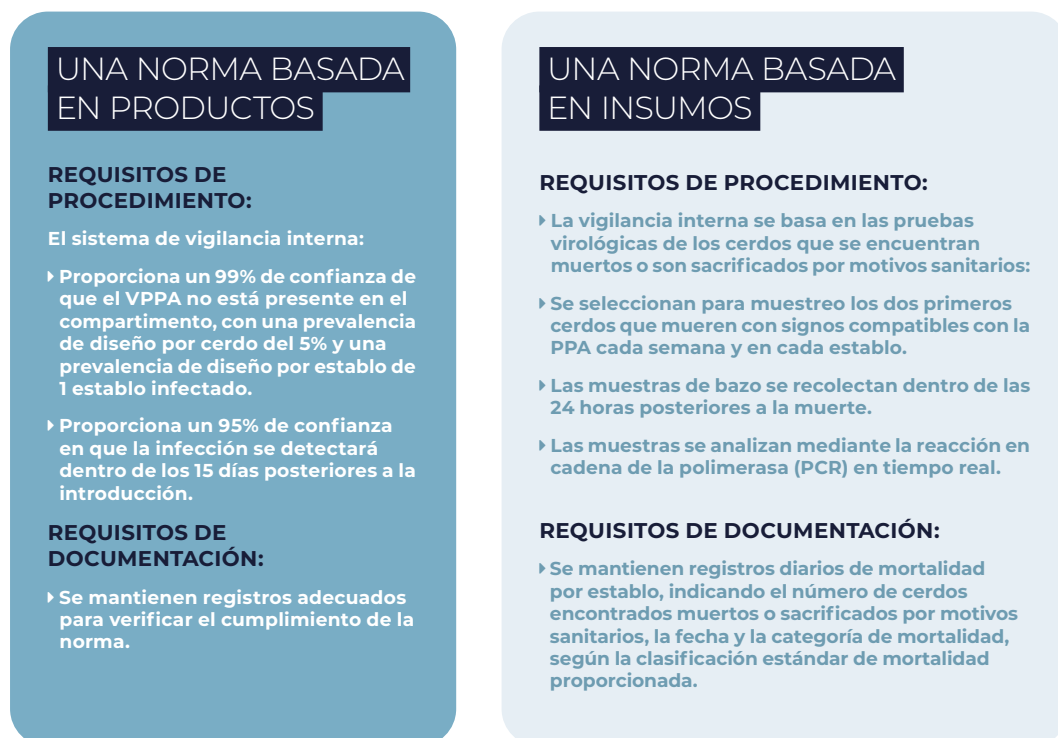 UNA NORMA BASADA
EN PRODUCTOS
REQUISITOS DE
PROCEDIMIENTO:
El sistema de vigilancia interna:
Proporciona un 99% de confianza de
que el VPPA no está presente en el
compartimento, con una prevalencia
de diseño por cerdo del 5% y una
prevalencia de diseño por establo de
1 establo infectado.
Proporciona un 95% de confianza
en que la infección se detectará
dentro de los 15 días posteriores a la
introducción.
REQUISITOS DE
DOCUMENTACIÓN:
Se mantienen registros adecuados
para verificar el cumplimiento de la
norma.
UNA NORMA BASADA
EN INSUMOS
REQUISITOS DE PROCEDIMIENTO:
La vigilancia interna se basa en las pruebas
virológicas de los cerdos que se encuentran
muertos o son sacrificados por motivos sanitarios:
Se seleccionan para muestreo los dos primeros
cerdos que mueren con signos compatibles con la
PPA cada semana y en cada establo.
Las muestras de bazo se recolectan dentro de las
24 horas posteriores a la muerte.
Las muestras se analizan mediante la reacción en
cadena de la polimerasa (PCR) en tiempo real.
REQUISITOS DE DOCUMENTACIÓN:
Se mantienen registros diarios de mortalidad
por establo, indicando el número de cerdos
encontrados muertos o sacrificados por motivos
sanitarios, la fecha y la categoría de mortalidad,
según la clasificación estándar de mortalidad
proporcionada.